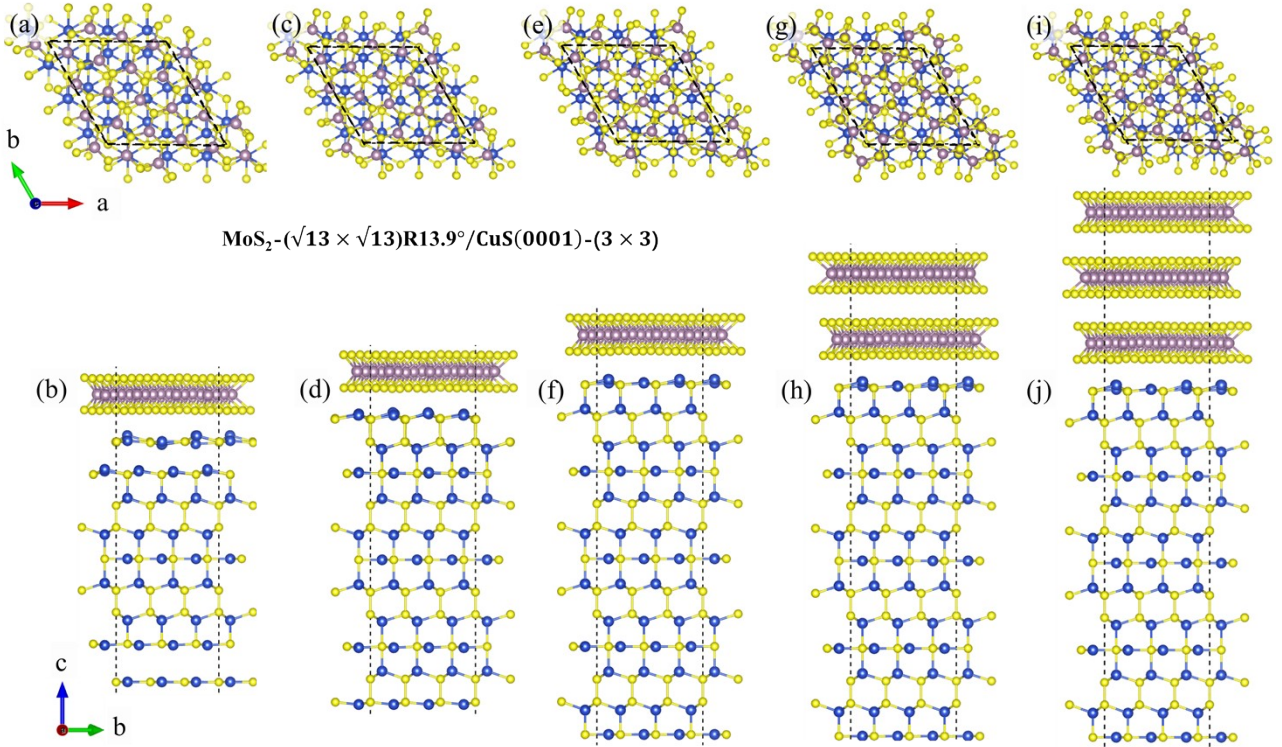 (a) (c) (e) (g) (i)
b
a
MoS₂-(√13 × √13)R13.9°/CuS(0001)-(3 × 3)
(b) (d) (f) (h) (j)
c
b